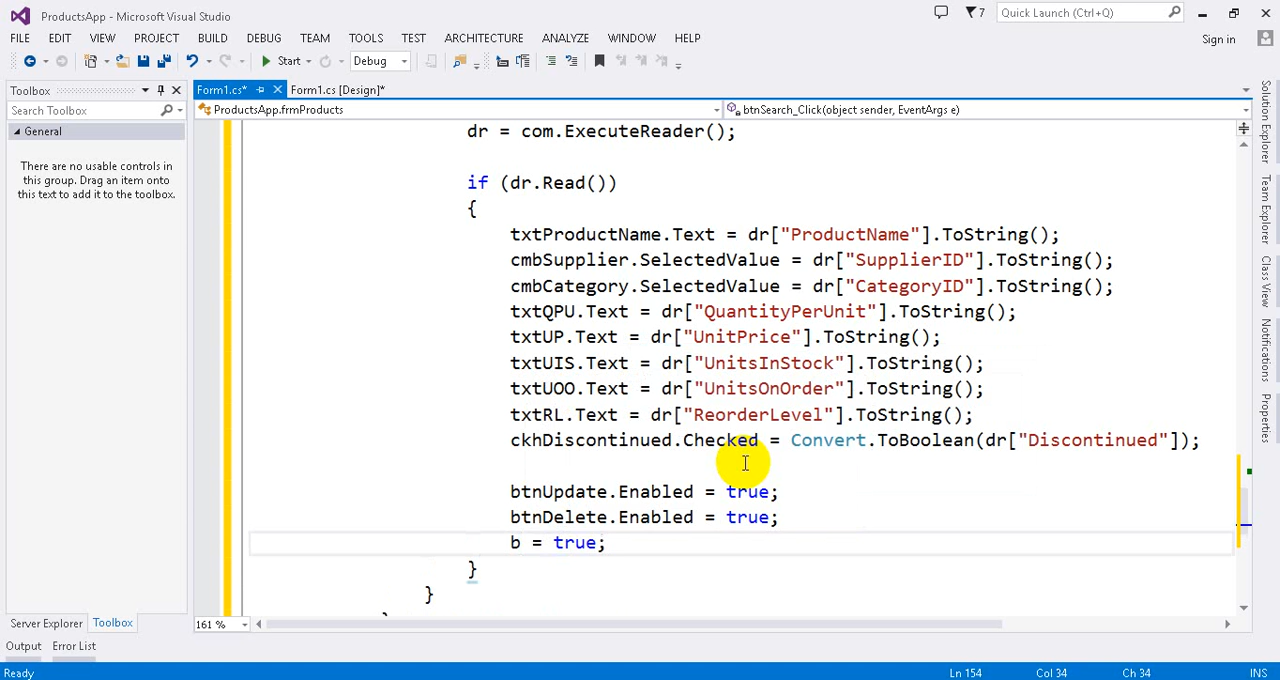 ProductsApp - Microsoft Visual Studio
7
Quick Launch (Ctrl+Q)
FILE EDIT VIEW PROJECT BUILD DEBUG TEAM TOOLS TEST ARCHITECTURE ANALYZE WINDOW HELP
Sign in
Start Debug
Toolbox
Form1.cs* Form1.cs [Design]*
Search Toolbox
ProductsApp.frmProducts
btnSearch_Click(object sender, EventArgs e)
General
There are no usable controls in
this group. Drag an item onto
this text to add it to the toolbox.
dr = com.ExecuteReader();
if (dr.Read())
{
txtProductName.Text = dr["ProductName"].ToString();
cmbSupplier.SelectedValue = dr["SupplierID"].ToString();
cmbCategory.SelectedValue = dr["CategoryID"].ToString();
txtQPU.Text = dr["QuantityPerUnit"].ToString();
txtUP.Text = dr["UnitPrice"].ToString();
txtUIS.Text = dr["UnitsInStock"].ToString();
txtUOO.Text = dr["UnitsOnOrder"].ToString();
txtRL.Text = dr["ReorderLevel"].ToString();
ckhDiscontinued.Checked = Convert.ToBoolean(dr["Discontinued"]);
btnUpdate.Enabled = true;
btnDelete.Enabled = true;
b = true;
}
}
Solution Explorer
Team Explorer
Class View
Notifications
Properties
Server Explorer Toolbox
161 %
Output Error List
Ready
Ln 154 Col 34 Ch 34 INS